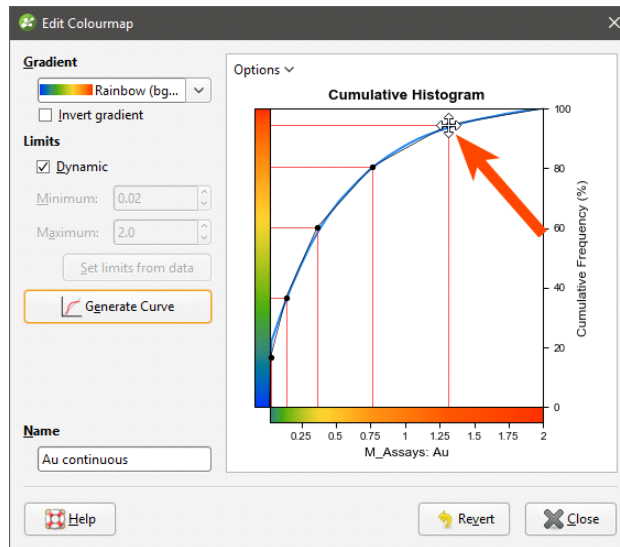 Edit Colourmap
Gradient
Rainbow (bg...
Invert gradient
Limits
Dynamic
Minimum: 0.02
Maximum: 2.0
Set limits from data
Generate Curve
Name
Au continuous
Options
Cumulative Histogram
100
80
60
40
20
0
Cumulative Frequency (%)
0.25 0.5 0.75 1 1.25 1.5 1.75 2
M_Assays: Au
Help
Revert
Close